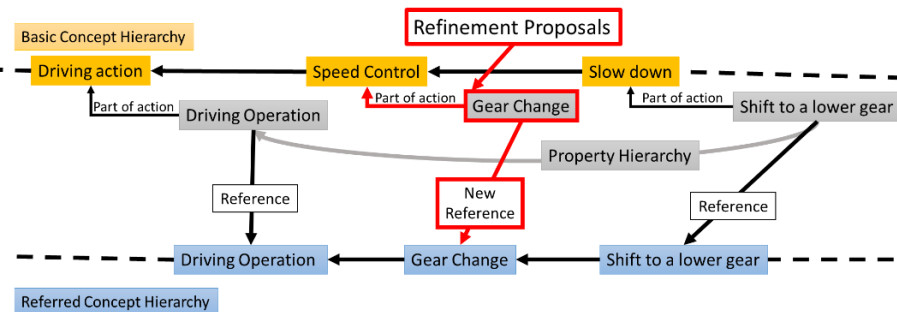 Basic Concept Hierarchy
Refinement Proposals
Driving action
Speed Control
Slow down
Part of action
Part of action
Part of action
Driving Operation
Gear Change
Shift to a lower gear
Property Hierarchy
Reference
New
Reference
Reference
Driving Operation
Gear Change
Shift to a lower gear
Referred Concept Hierarchy